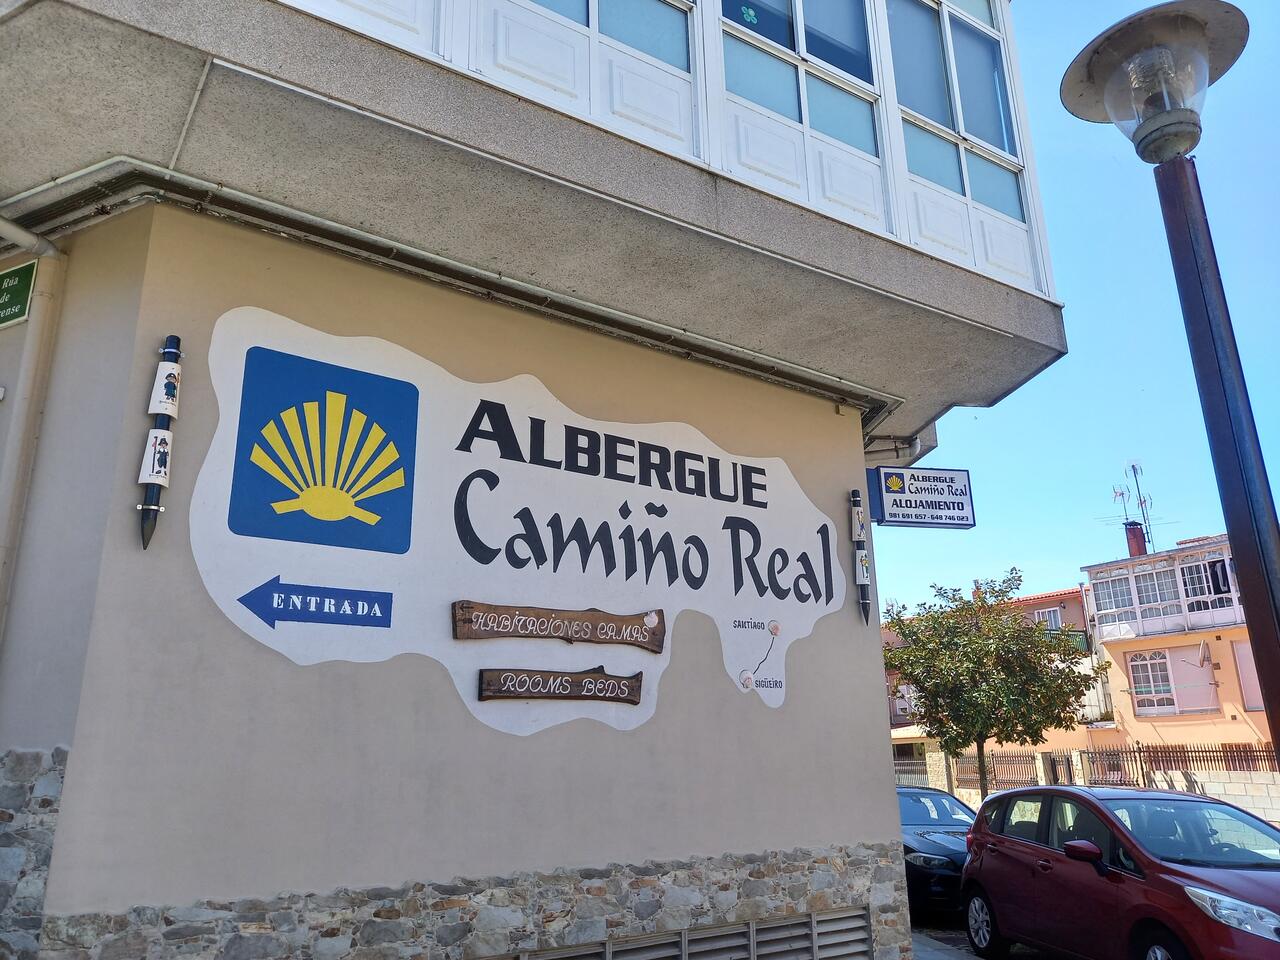 Rúa
de
ALBERGUE
Camiño Real
ENTRADA
HABITACIONES CAMAS
ROOMS BEDS
SANTIAGO
SIGÜEIRO
ALBERGUE
Camiño Real
ALOJAMIENTO
981 691 657 - 648 746 023